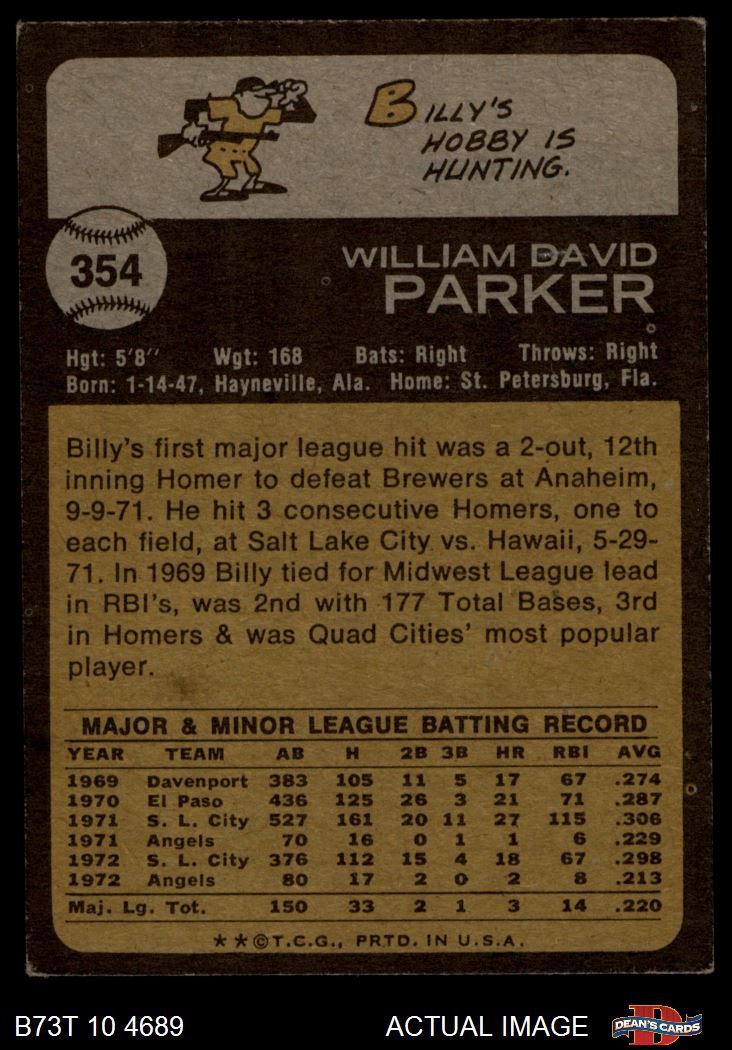 BILLY'S
HOBBY IS
HUNTING.
354
WILLIAM DAVID
PARKER
Hgt: 5'8" Wgt: 168 Bats: Right Throws: Right
Born: 1-14-47, Hayneville, Ala. Home: St. Petersburg, Fla.
Billy's first major league hit was a 2-out, 12th
inning Homer to defeat Brewers at Anaheim,
9-9-71. He hit 3 consecutive Homers, one to
each field, at Salt Lake City vs. Hawaii, 5-29-
71. In 1969 Billy tied for Midwest League lead
in RBI's, was 2nd with 177 Total Bases, 3rd
in Homers & was Quad Cities' most popular
player.
MAJOR & MINOR LEAGUE BATTING RECORD
YEAR TEAM AB H 2B 3B HR RBI AVG
1969 Davenport 383 105 11 5 17 67 .274
1970 El Paso 436 125 26 3 21 71 .287
1971 S. L. City 527 161 20 11 27 115 .306
1971 Angels 70 16 0 1 1 6 .229
1972 S. L. City 376 112 15 4 18 67 .298
1972 Angels 80 17 2 0 2 8 .213
Maj. Lg. Tot. 150 33 2 1 3 14 .220
★★©T.C.G., PRTD. IN U.S.A.
B73T 10 4689 ACTUAL IMAGE D DEAN'S CARDS